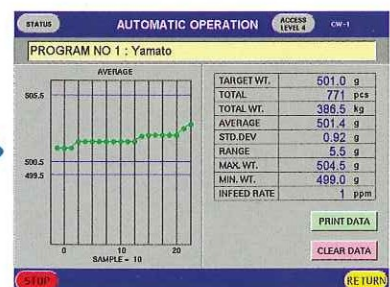 STATUS
AUTOMATIC OPERATION
ACCESS LEVEL 4
CW-1
PROGRAM NO 1 : Yamato
AVERAGE
505.5
500.5
499.5
0 10 20
SAMPLE = 10
TARGET WT. 501.0 g
TOTAL 771 pcs
TOTAL WT. 386.5 kg
AVERAGE 501.4 g
STD.DEV 0.92 g
RANGE 5.5 g
MAX. WT. 504.5 g
MIN. WT. 499.0 g
INFEED RATE 1 ppm
PRINT DATA
CLEAR DATA
STOP
RETURN